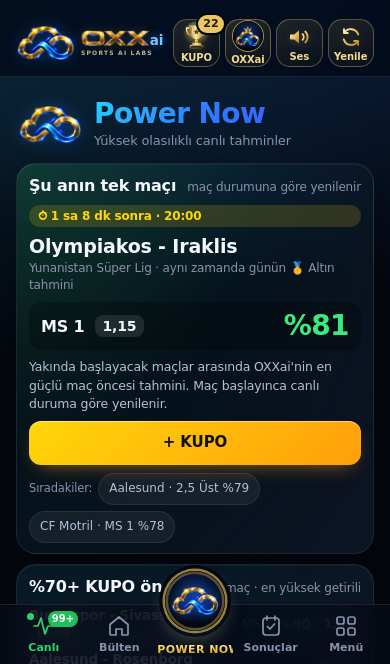 OXX ai
SPORTS AI LABS
22
KUPO
OXXai
Ses
Yenile
Power Now
Yüksek olasılıklı canlı tahminler
Şu anın tek maçı maç durumuna göre yenilenir
1 sa 8 dk sonra · 20:00
Olympiakos - Iraklis
Yunanistan Süper Lig · aynı zamanda günün 🥇 Altın
tahmini
MS 1 1,15 %81
Yakında başlayacak maçlar arasında OXXai'nin en
güçlü maç öncesi tahmini. Maç başlayınca canlı
duruma göre yenilenir.
+ KUPO
Sıradakiler: Aalesund · 2,5 Üst %79
CF Motril · MS 1 %78
%70+ KUPO ön maç · en yüksek getirili
99+
Canlı
Bülten
POWER NOW
Sonuçlar
Menü
Aalesund - Rosenborg